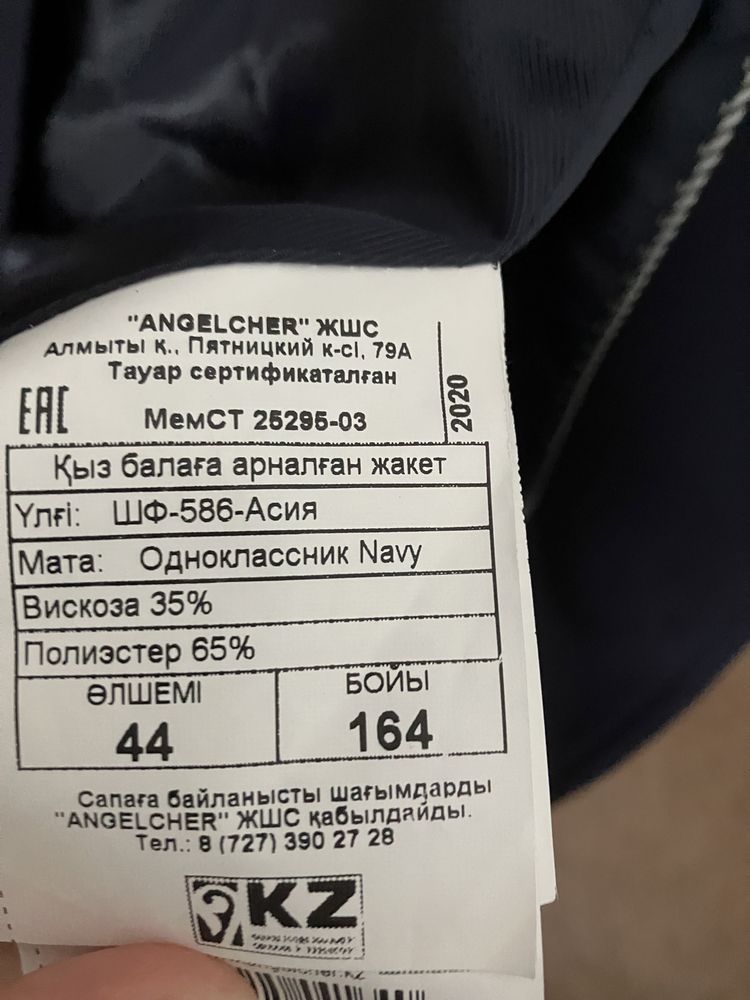 "ANGELCHER" ЖШС
Алмыты қ., Пятницкий к-сі, 79А
Тауар сертификаталған
EAC
МемСТ 25295-03
2020
Қыз балаға арналған жакет
Үлгі: ШФ-586-Асия
Мата: Одноклассник Navy
Вискоза 35%
Полиэстер 65%
ӨЛШЕМІ
44
БОЙЫ
164
Сапаға байланысты шағымдарды
"ANGELCHER" ЖШС қабылдайды.
Тел.: 8 (727) 390 27 28
KZ